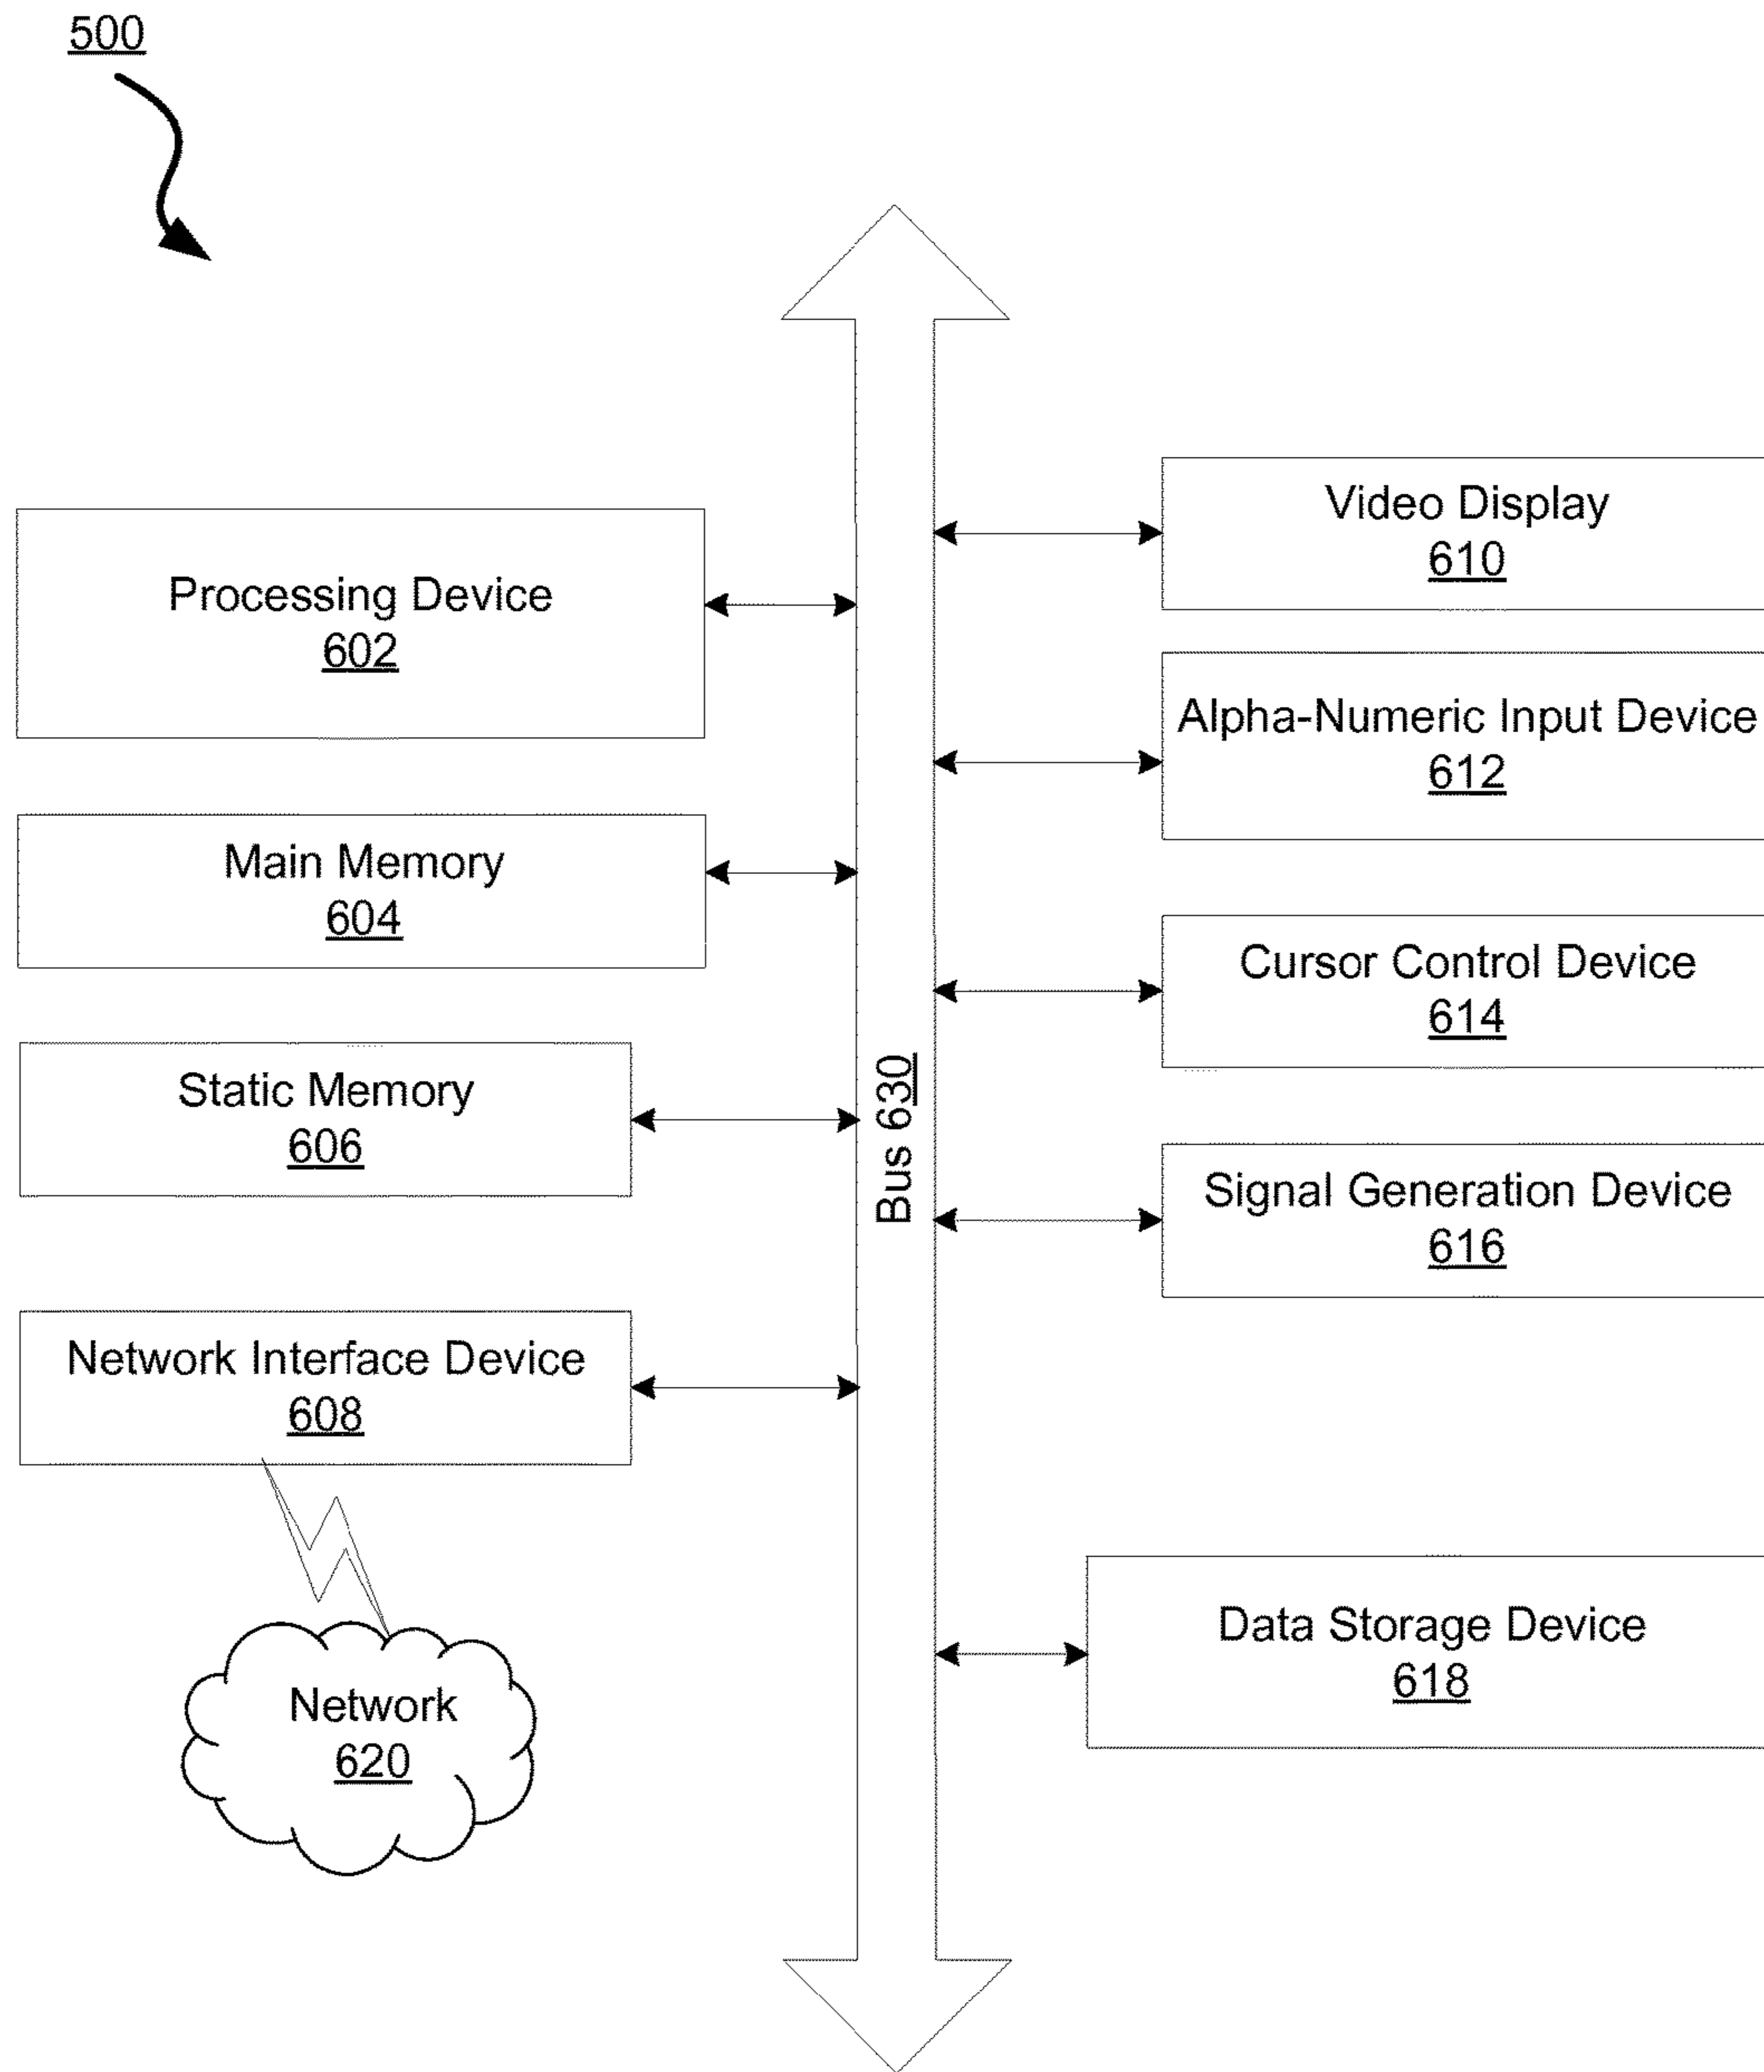 500
Processing Device
602
Main Memory
604
Static Memory
606
Network Interface Device
608
Network
620
Bus 630
Video Display
610
Alpha-Numeric Input Device
612
Cursor Control Device
614
Signal Generation Device
616
Data Storage Device
618